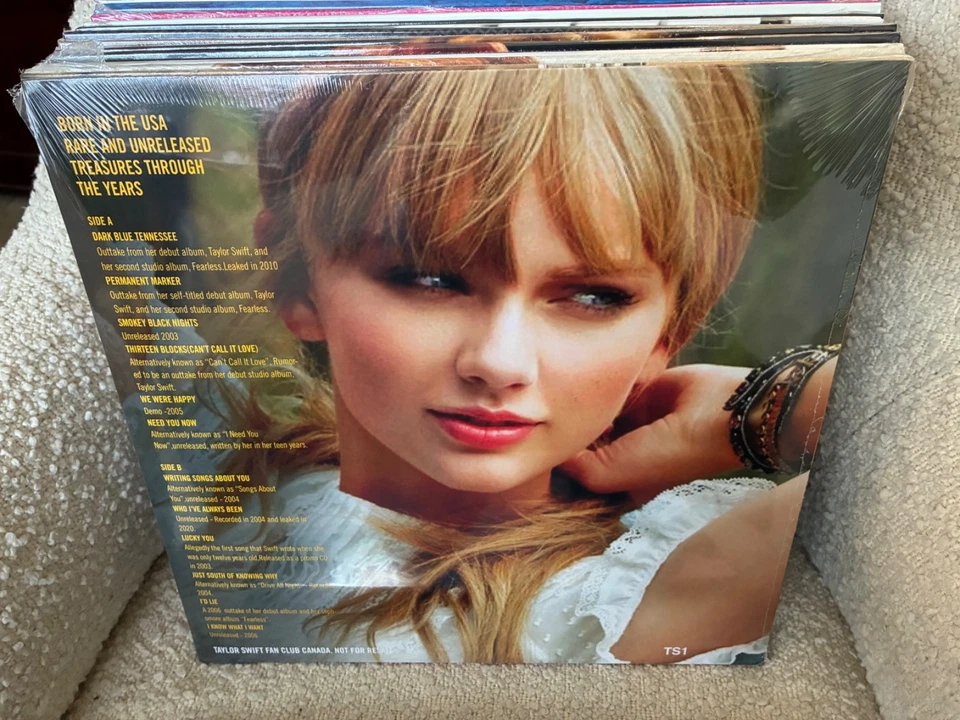 BORN IN THE USA
RARE AND UNRELEASED
TREASURES THROUGH
THE YEARS
SIDE A
DARK BLUE TENNESSEE
Outtake from her debut album, Taylor Swift, and
her second studio album, Fearless.Leaked in 2010
PERMANENT MARKER
Outtake from her self-titled debut album, Taylor
Swift, and her second studio album, Fearless.
SMOKEY BLACK NIGHTS
Unreleased 2003
THIRTEEN BLOCKS(CAN'T CALL IT LOVE)
Alternatively known as "Can't Call It Love"..Rumor-
ed to be an outtake from her debut studio album,
Taylor Swift.
WE WERE HAPPY
Demo -2005
NEED YOU NOW
Alternatively known as "I Need You
Now",unreleased, written by her in her teen years.
SIDE B
WRITING SONGS ABOUT YOU
Alternatively known as "Songs About
You".unreleased - 2004
WHO I'VE ALWAYS BEEN
Unreleased - Recorded in 2004 and leaked in
2020.
LUCKY YOU
Allegedly the first song that Swift wrote when she
was only twelve years old.Released as a promo CD
in 2003.
JUST SOUTH OF KNOWING WHY
Alternatively known as "Drive All Night"-
2004.
I'D LIE
A 2006 outtake of her debut album and her soph-
omore album 'Fearless'
I KNOW WHAT I WANT
Unreleased - 2006
TAYLOR SWIFT FAN CLUB CANADA. NOT FOR RESALE
TS1